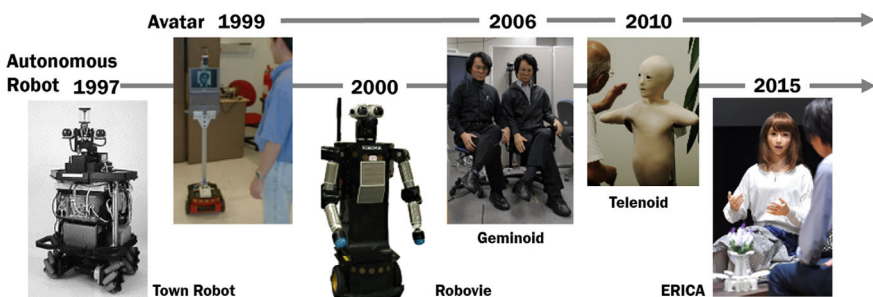 Avatar 1999
2006
2010
Autonomous
Robot 1997
2000
2015
Geminoid
Telenoid
Town Robot
Robovie
ERICA